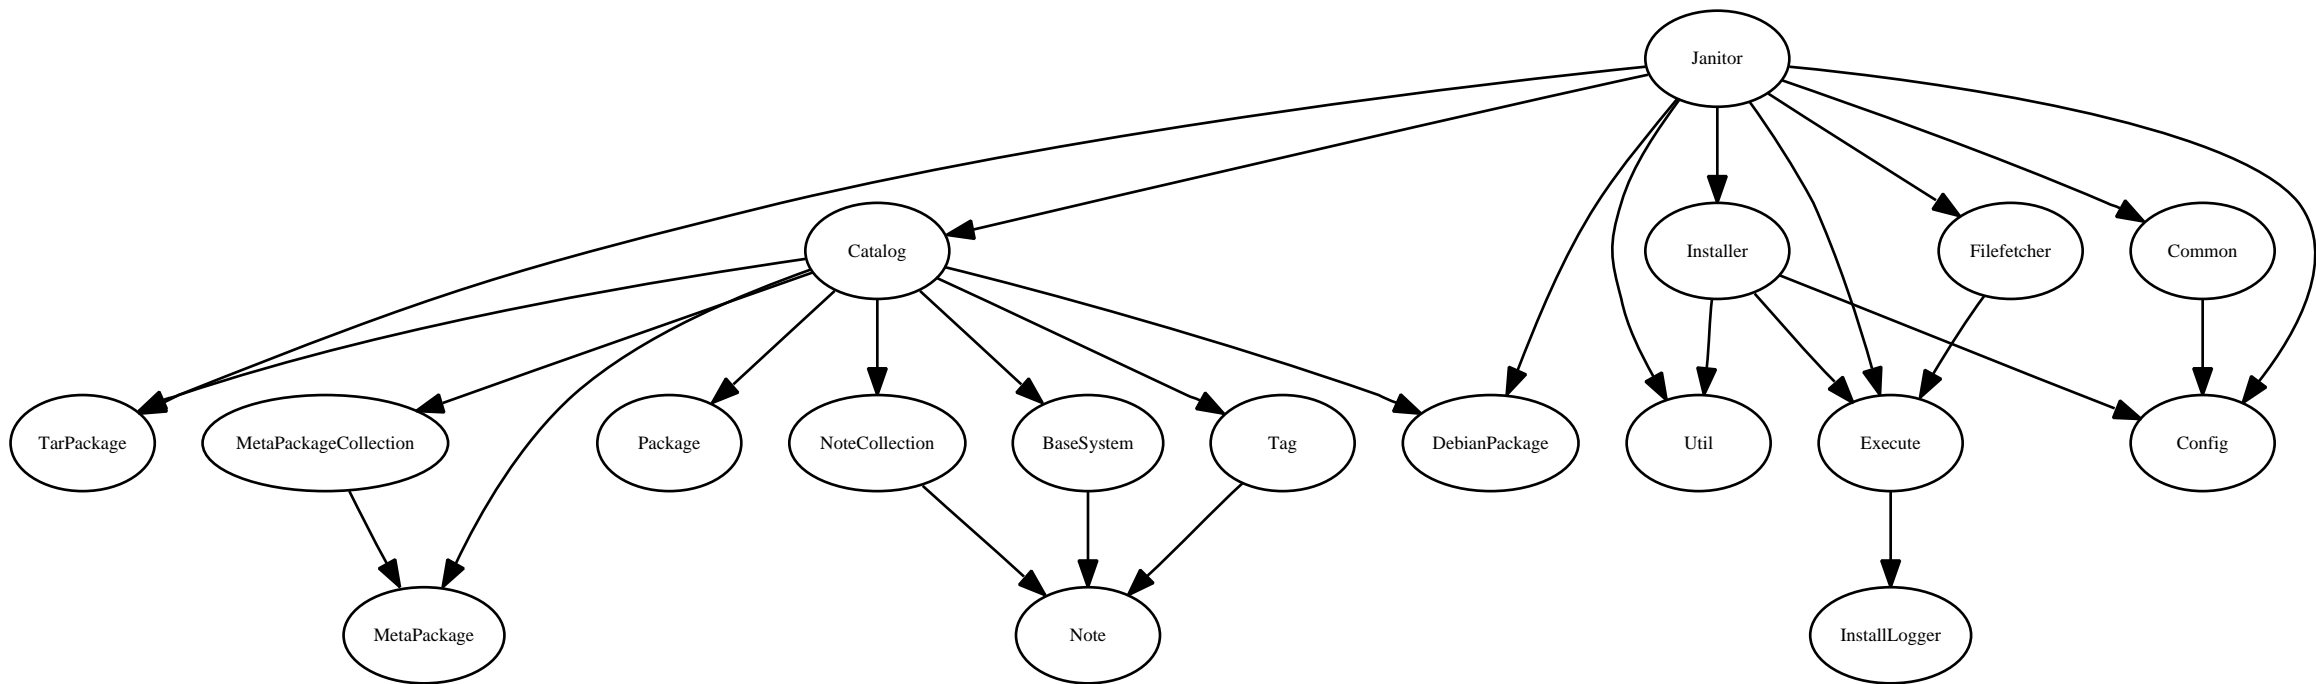 Janitor
Catalog
Installer
Filefetcher
Common
TarPackage
MetaPackageCollection
Package
NoteCollection
BaseSystem
Tag
DebianPackage
Util
Execute
Config
MetaPackage
Note
InstallLogger